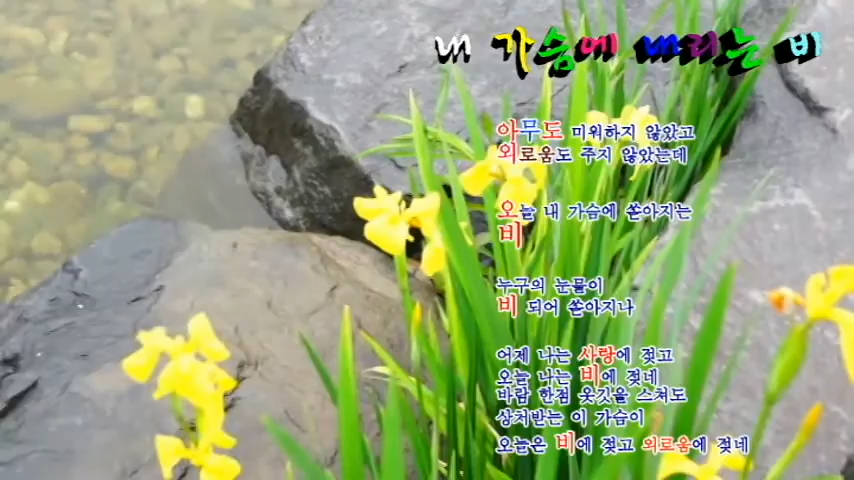 내 가슴에 내리는 비
아무도 미워하지 않았고
외로움도 주지 않았는데
오늘 내 가슴에 쏟아지는
비
누구의 눈물이
비 되어 쏟아지나
어제 나는 사랑에 젖고
오늘 나는 비에 젖네
바람 한점 옷깃을 스쳐도
상처받는 이 가슴이
오늘은 비에 젖고 외로움에 젖네